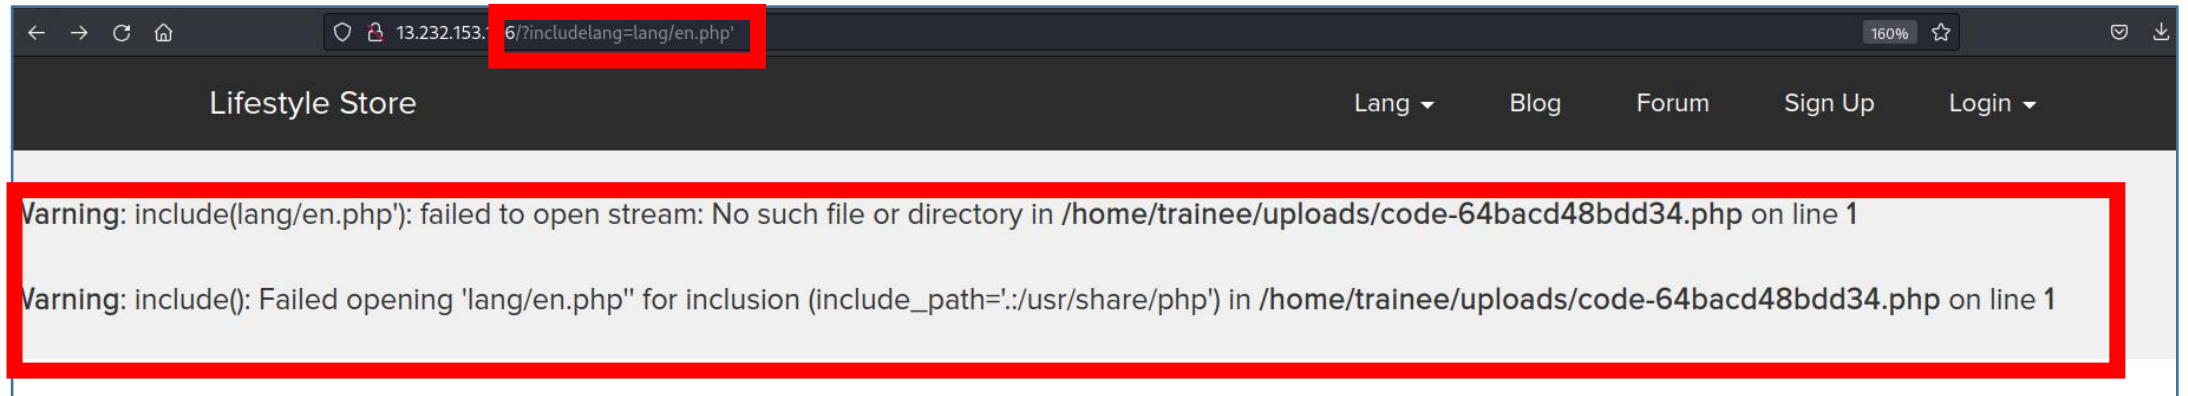 13.232.153. 6/?includelang=lang/en.php'
160%
Lifestyle Store
Lang
Blog
Forum
Sign Up
Login
Warning: include(lang/en.php'): failed to open stream: No such file or directory in /home/trainee/uploads/code-64bacd48bdd34.php on line 1
Warning: include(): Failed opening 'lang/en.php'' for inclusion (include_path='.:/usr/share/php') in /home/trainee/uploads/code-64bacd48bdd34.php on line 1